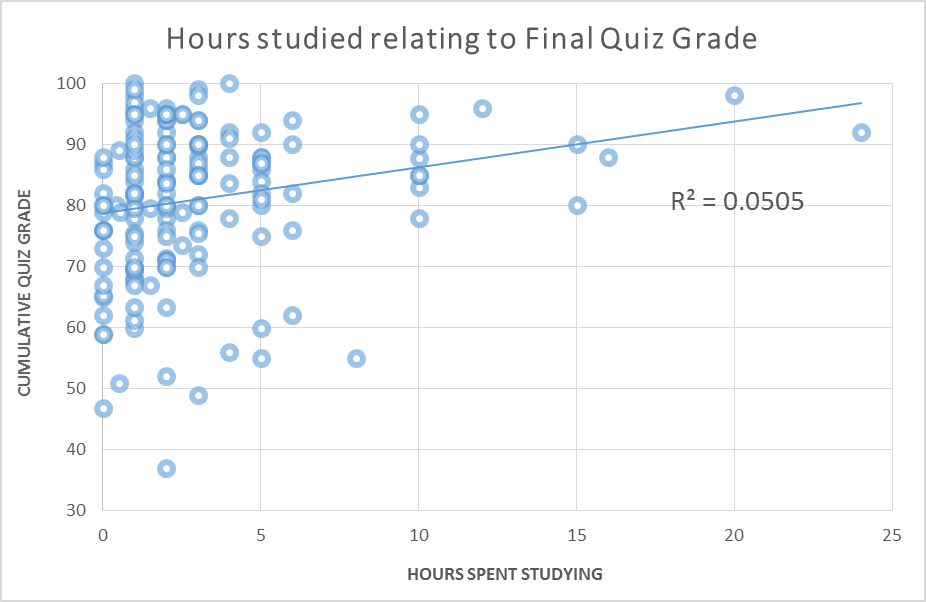 Hours studied relating to Final Quiz Grade
100
90
80
70
60
50
40
30
CUMULATIVE QUIZ GRADE
R² = 0.0505
0 5 10 15 20 25
HOURS SPENT STUDYING